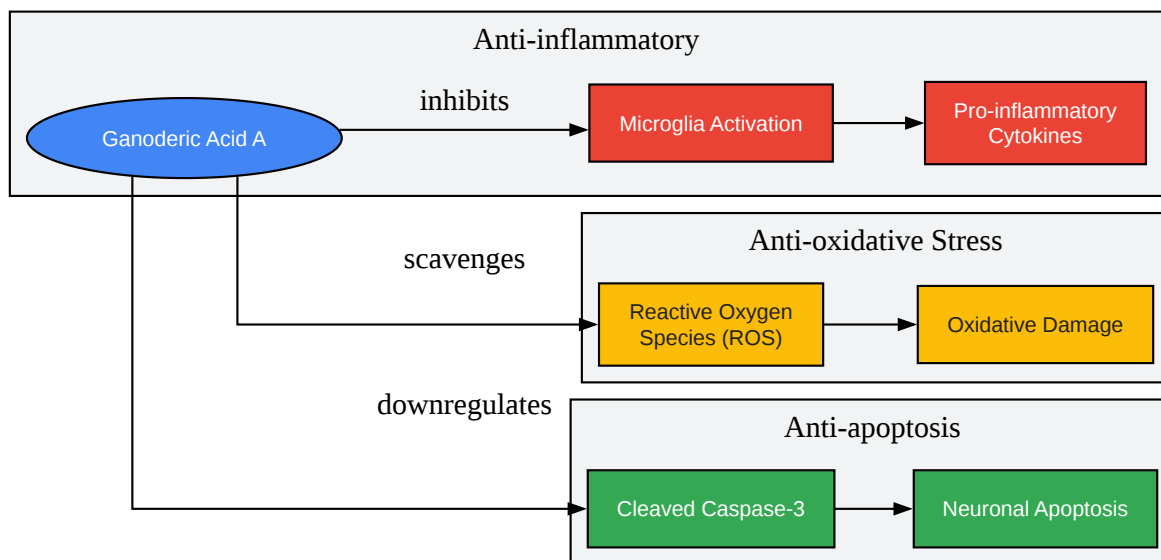 Anti-inflammatory
inhibits
Ganoderic Acid A
Microglia Activation
Pro-inflammatory
Cytokines
Anti-oxidative Stress
scavenges
Reactive Oxygen
Species (ROS)
Oxidative Damage
downregulates
Anti-apoptosis
Cleaved Caspase-3
Neuronal Apoptosis